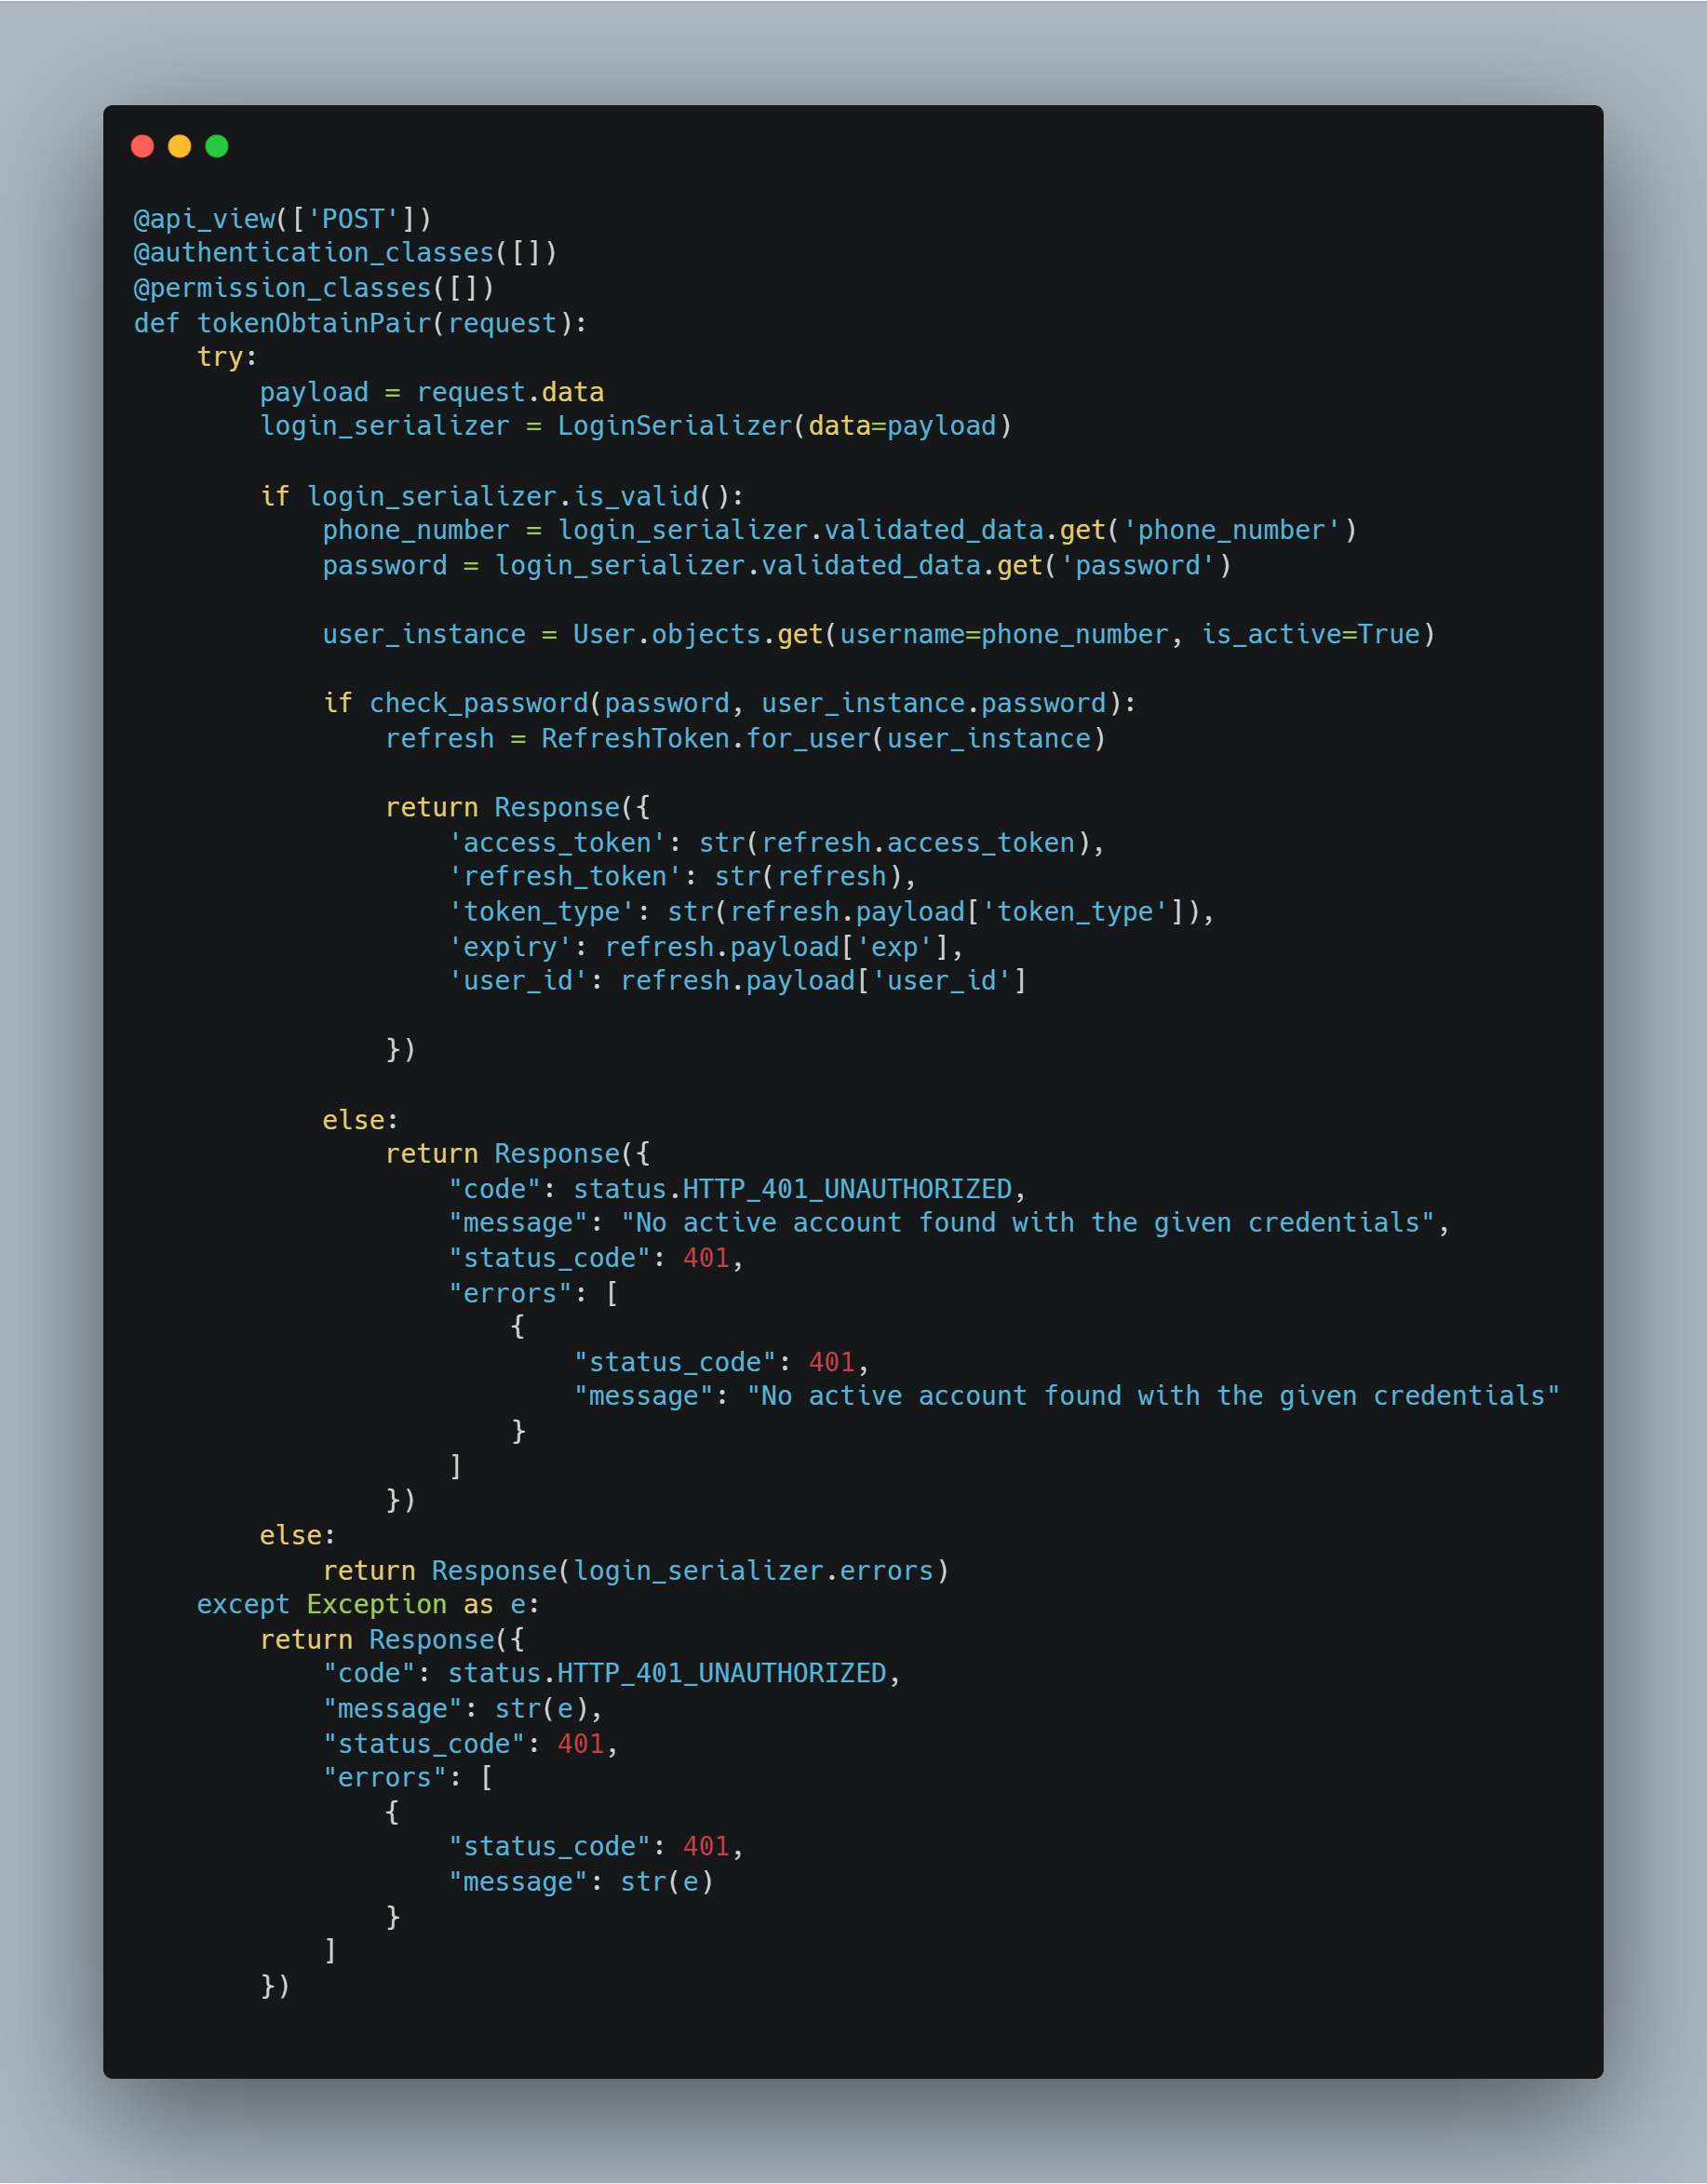 @api_view(['POST'])
@authentication_classes([])
@permission_classes([])
def tokenObtainPair(request):
    try:
        payload = request.data
        login_serializer = LoginSerializer(data=payload)

        if login_serializer.is_valid():
            phone_number = login_serializer.validated_data.get('phone_number')
            password = login_serializer.validated_data.get('password')

            user_instance = User.objects.get(username=phone_number, is_active=True)

            if check_password(password, user_instance.password):
                refresh = RefreshToken.for_user(user_instance)

                return Response({
                    'access_token': str(refresh.access_token),
                    'refresh_token': str(refresh),
                    'token_type': str(refresh.payload['token_type']),
                    'expiry': refresh.payload['exp'],
                    'user_id': refresh.payload['user_id']

                })

            else:
                return Response({
                    "code": status.HTTP_401_UNAUTHORIZED,
                    "message": "No active account found with the given credentials",
                    "status_code": 401,
                    "errors": [
                        {
                            "status_code": 401,
                            "message": "No active account found with the given credentials"
                        }
                    ]
                })
        else:
            return Response(login_serializer.errors)
    except Exception as e:
        return Response({
            "code": status.HTTP_401_UNAUTHORIZED,
            "message": str(e),
            "status_code": 401,
            "errors": [
                {
                    "status_code": 401,
                    "message": str(e)
                }
            ]
        })